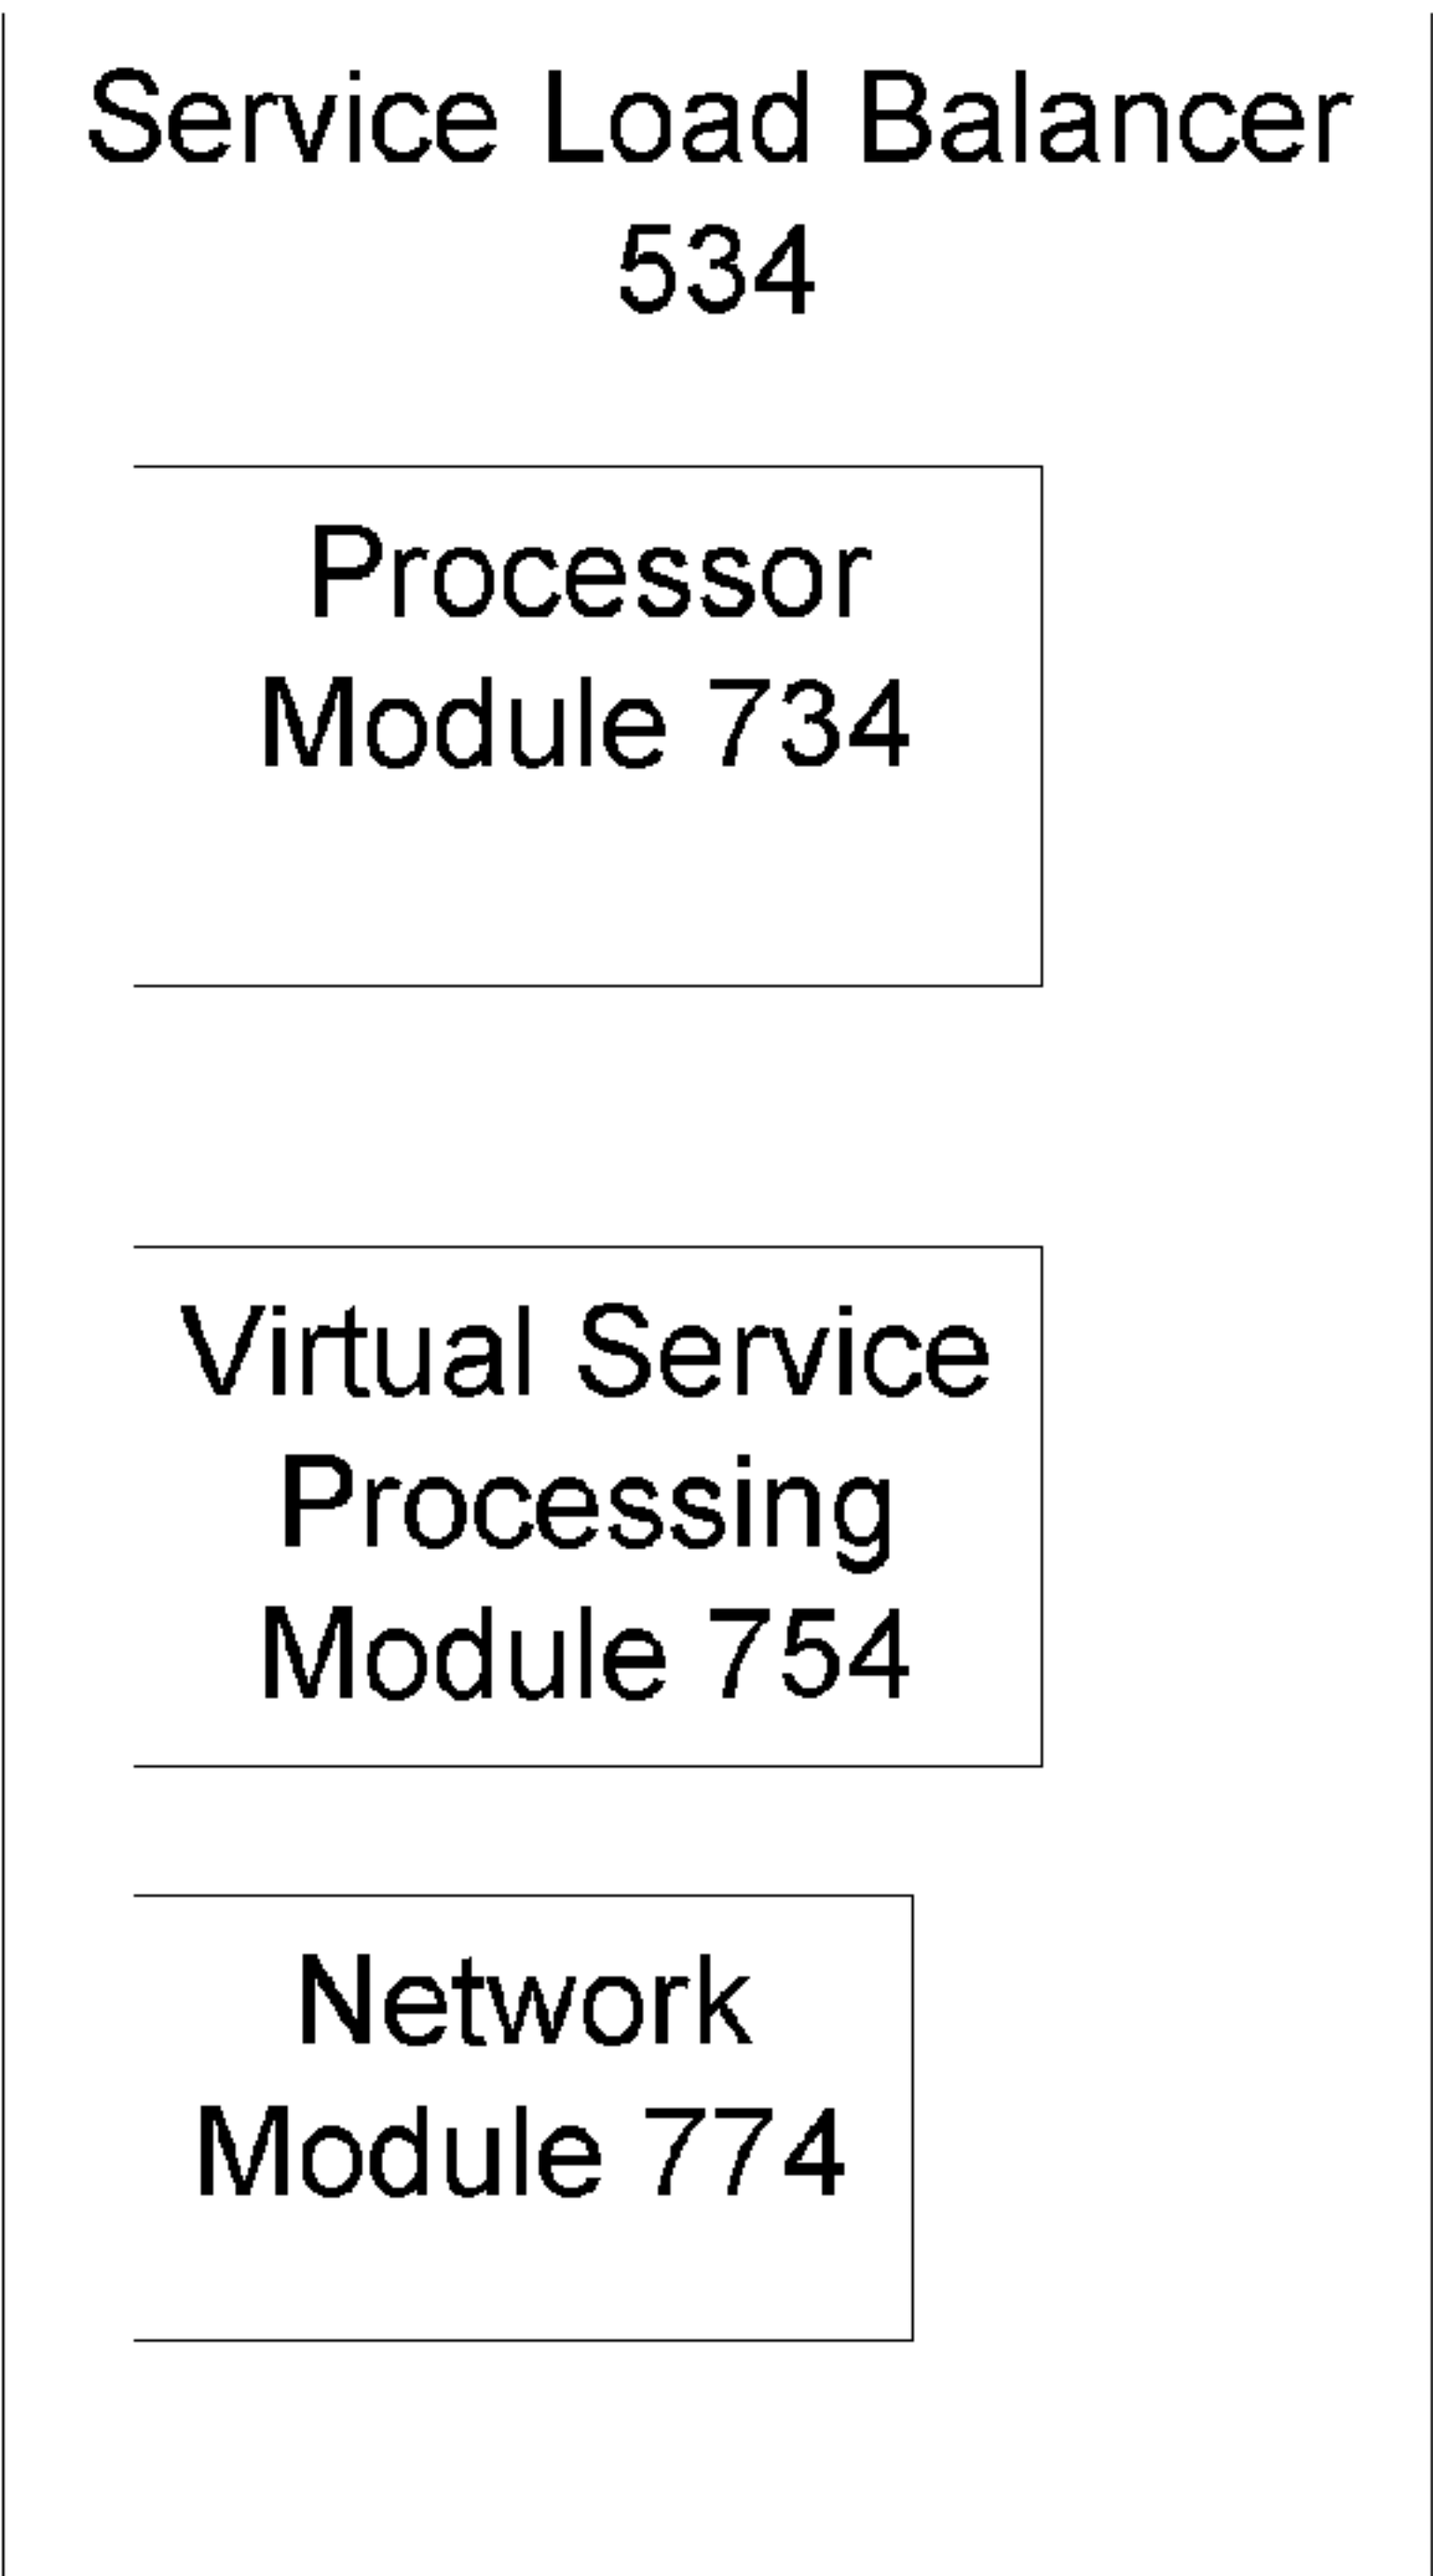 Service Load Balancer
534
Processor
Module 734
Virtual Service
Processing
Module 754
Network
Module 774